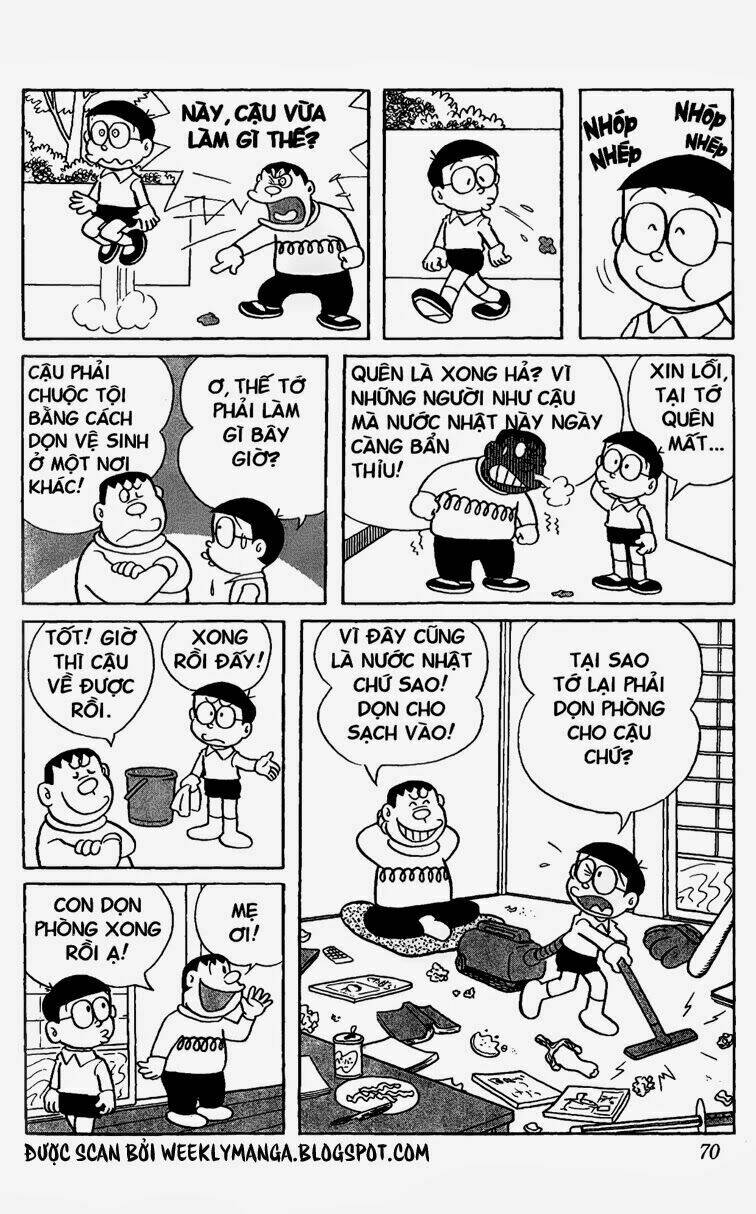 NHÓP
NHÉP
NHÓP
NHÉP
NÀY, CẬU VỪA
LÀM GÌ THẾ?
XIN LỖI,
TẠI TỚ
QUÊN
MẤT...
QUÊN LÀ XONG HẢ? VÌ
NHỮNG NGƯỜI NHƯ CẬU
MÀ NƯỚC NHẬT NÀY NGÀY
CÀNG BẨN
THỈU!
Ơ, THẾ TỚ
PHẢI LÀM
GÌ BÂY
GIỜ?
CẬU PHẢI
CHUỘC TỘI
BẰNG CÁCH
DỌN VỆ SINH
Ở MỘT NƠI
KHÁC!
TẠI SAO
TỚ LẠI PHẢI
DỌN PHÒNG
CHO CẬU
CHỨ?
VÌ ĐÂY CŨNG
LÀ NƯỚC NHẬT
CHỨ SAO!
DỌN CHO
SẠCH VÀO!
XONG
RỒI ĐẤY!
TỐT! GIỜ
THÌ CẬU
VỀ ĐƯỢC
RỒI.
MẸ
ƠI!
CON DỌN
PHÒNG XONG
RỒI Ạ!
ĐƯỢC SCAN BỞI WEEKLYMANGA.BLOGSPOT.COM
70